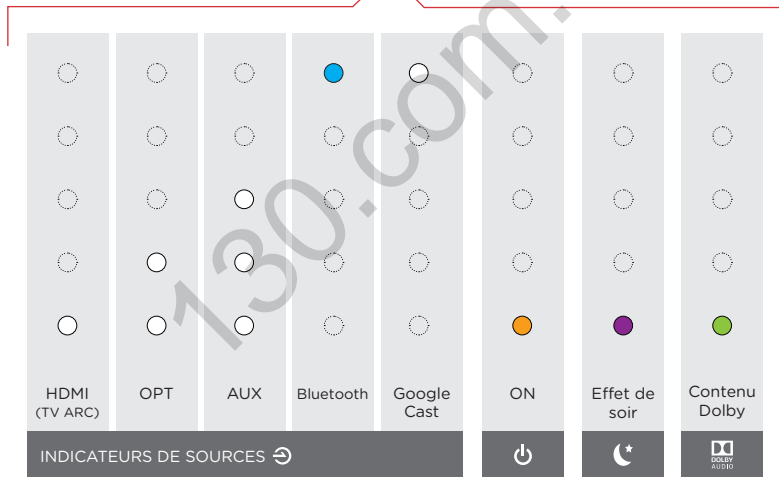 130.com.
HDMI
(TV ARC)
OPT
AUX
Bluetooth
Google
Cast
ON
Effet de
soir
Contenu
Dolby
INDICATEURS DE SOURCES
DOLBY
AUDIO